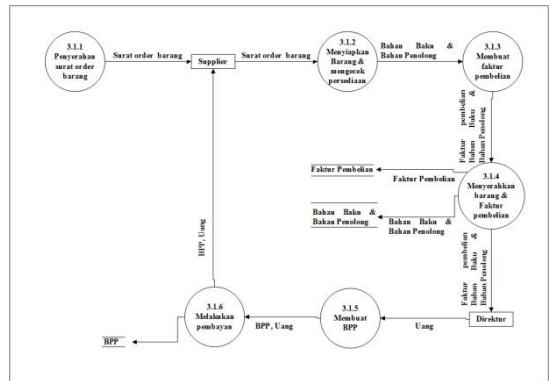 3.1.1
Penyerahan
surat order
barang
Surat order barang
Supplier
Surat order barang
3.1.2
Menyiapkan
Barang &
mengecek
persediaan
Bahan Baku &
Bahan Penolong
3.1.3
Membuat
faktur
pembelian
Faktur pembelian
Bahan Baku &
Bahan Penolong
3.1.4
Menyerahkan
barang &
Faktur
pembelian
Faktur Pembelian
Faktur Pembelian
Bahan Baku &
Bahan Penolong
Bahan Baku &
Bahan Penolong
Faktur pembelian
Bahan Baku &
Bahan Penolong
Direktur
Uang
3.1.5
Membuat
BPP
BPP, Uang
3.1.6
Melakukan
pembayan
BPP
BPP, Uang